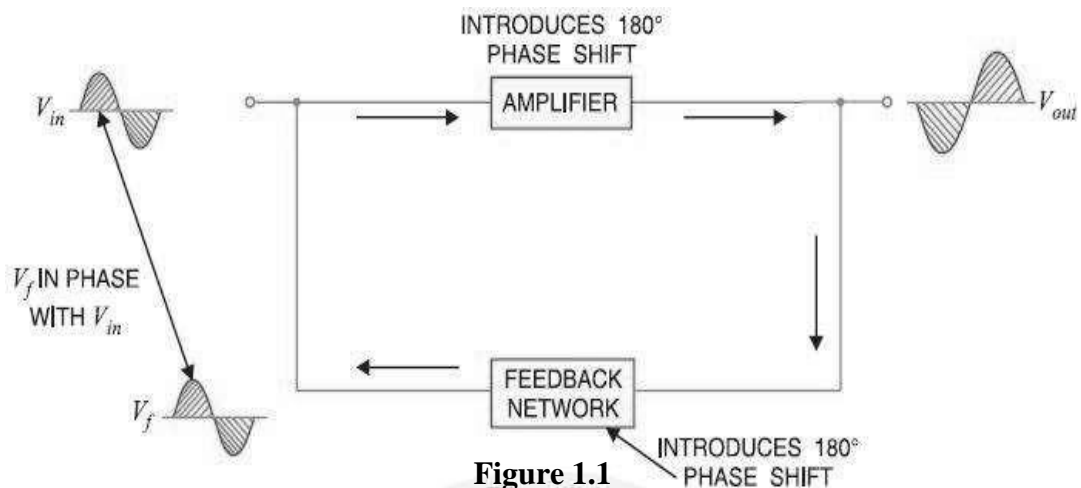 INTRODUCES 180°
PHASE SHIFT
AMPLIFIER
V_in
V_out
V_f IN PHASE
WITH V_in
V_f
FEEDBACK
NETWORK
INTRODUCES 180°
PHASE SHIFT
Figure 1.1